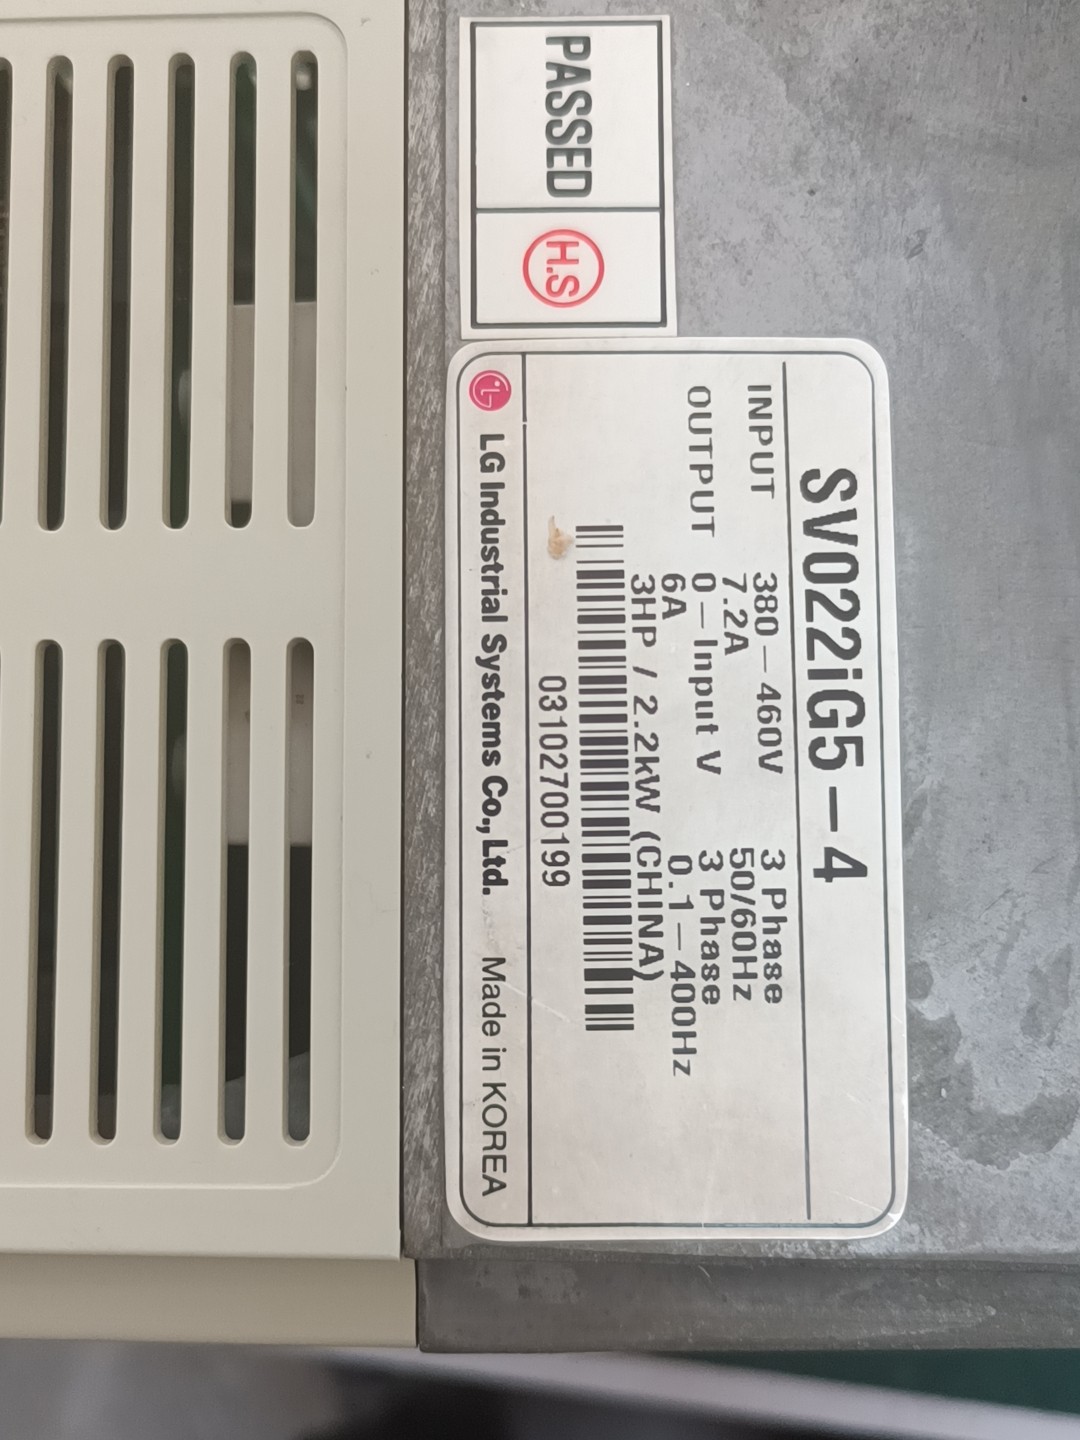 PASSED
H.S
SV022iG5-4
INPUT 380-460V 3 Phase
7.2A 50/60Hz
OUTPUT 0-Input V 3 Phase
6A 0.1-400Hz
3HP / 2.2kW (CHINA)
03102700199
LG Industrial Systems Co., Ltd. Made in KOREA